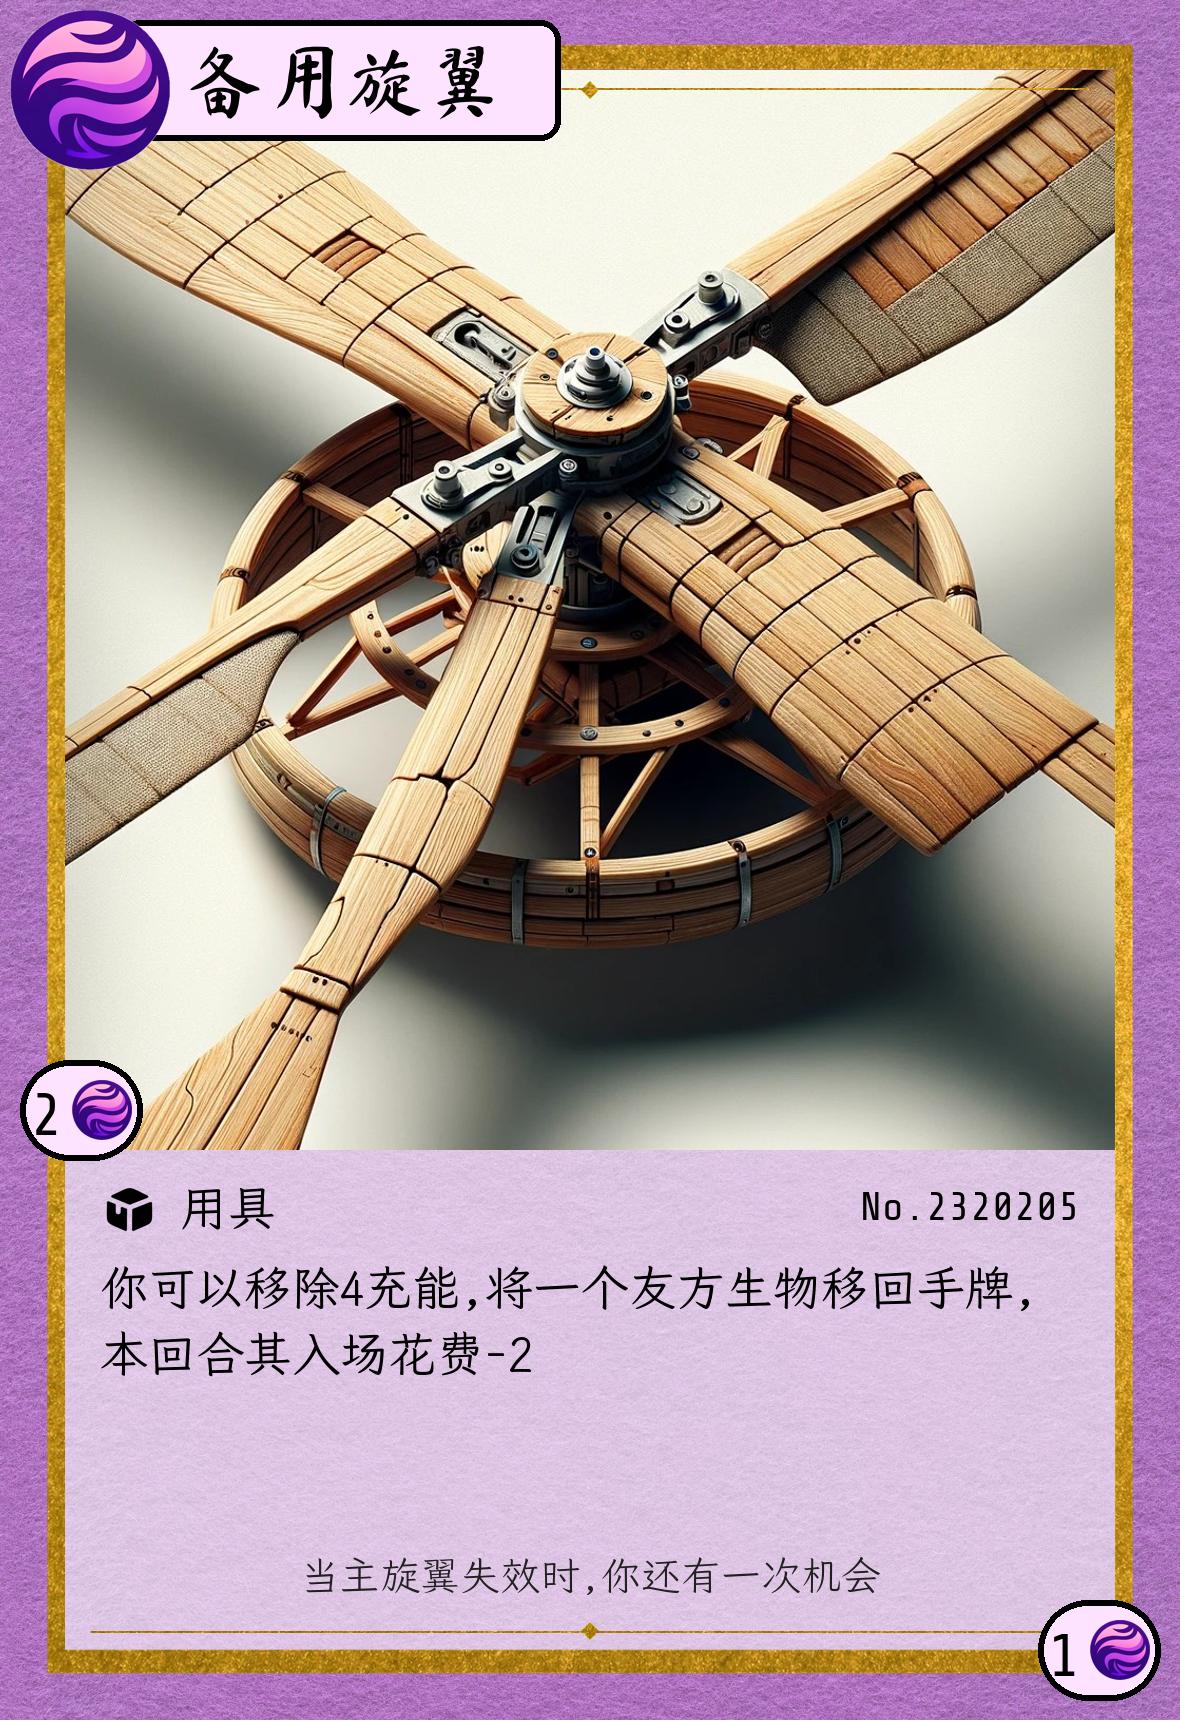 备用旋翼
2
用具
No.2320205
你可以移除4充能,将一个友方生物移回手牌,
本回合其入场花费-2
当主旋翼失效时,你还有一次机会
1